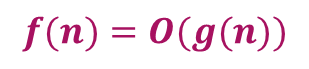 f(n) = O(g(n))